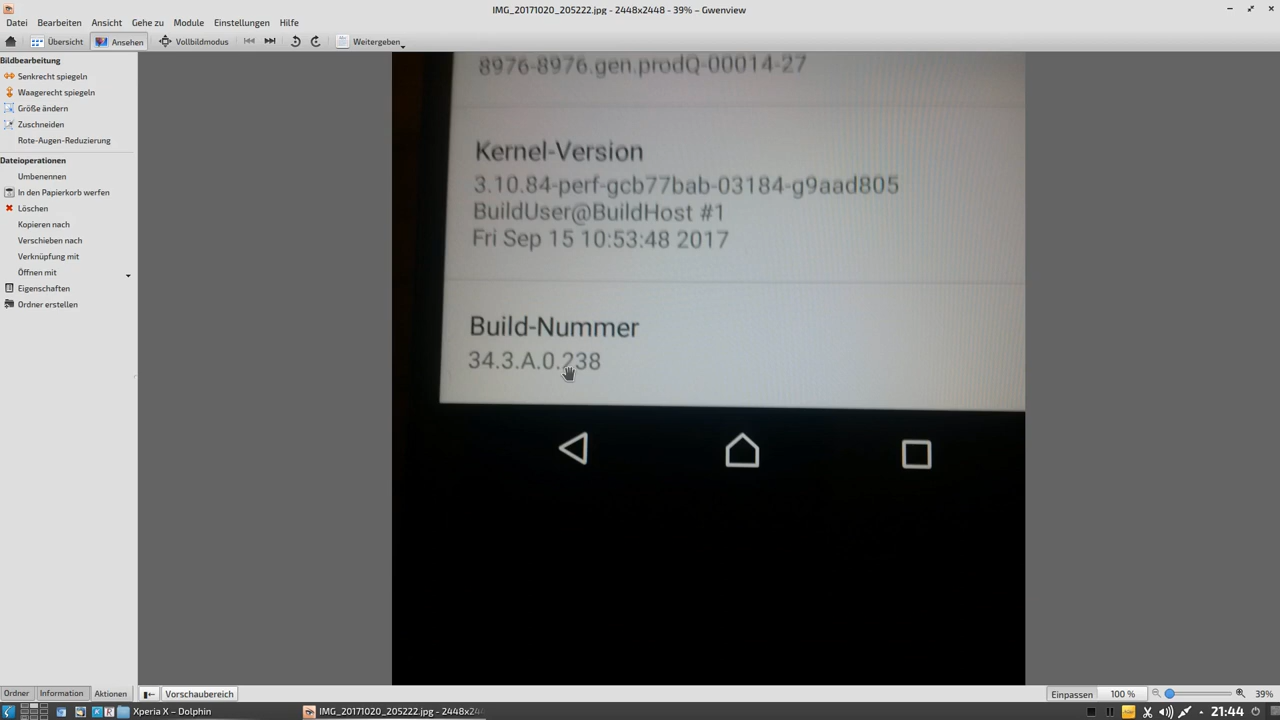 IMG_20171020_205222.jpg - 2448x2448 - 39% – Gwenview
Datei Bearbeiten Ansicht Gehe zu Module Einstellungen Hilfe
Übersicht Ansehen Vollbildmodus Weitergeben
Bildbearbeitung
Senkrecht spiegeln
Waagerecht spiegeln
Größe ändern
Zuschneiden
Rote-Augen-Reduzierung
Dateioperationen
Umbenennen
In den Papierkorb werfen
Löschen
Kopieren nach
Verschieben nach
Verknüpfung mit
Öffnen mit
Eigenschaften
Ordner erstellen
8976-8976.gen.prodQ-00014-27
Kernel-Version
3.10.84-perf-gcb77bab-03184-g9aad805
BuildUser@BuildHost #1
Fri Sep 15 10:53:48 2017
Build-Nummer
34.3.A.0.238
Ordner Information Aktionen Vorschaubereich Einpassen 100 % 39%
Xperia X – Dolphin IMG_20171020_205222.jpg - 2448x24 21:44